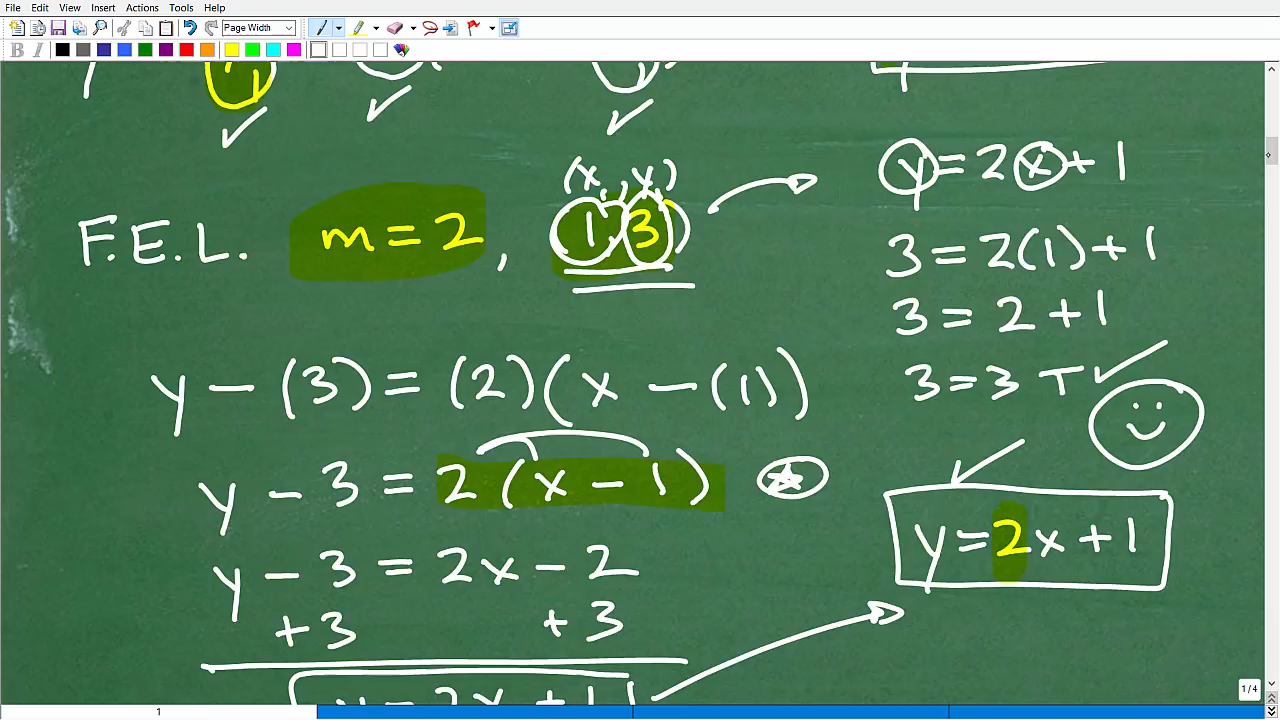 File Edit View Insert Actions Tools Help
Page Width
B I
(x, y)
F.E.L. m = 2, (1, 3)
y - (3) = (2)(x - (1))
y - 3 = 2(x - 1)
y - 3 = 2x - 2
+3 +3
y = 2x + 1
y = 2x + 1
3 = 2(1) + 1
3 = 2 + 1
3 = 3 T ✓
y = 2x + 1
1/4
1